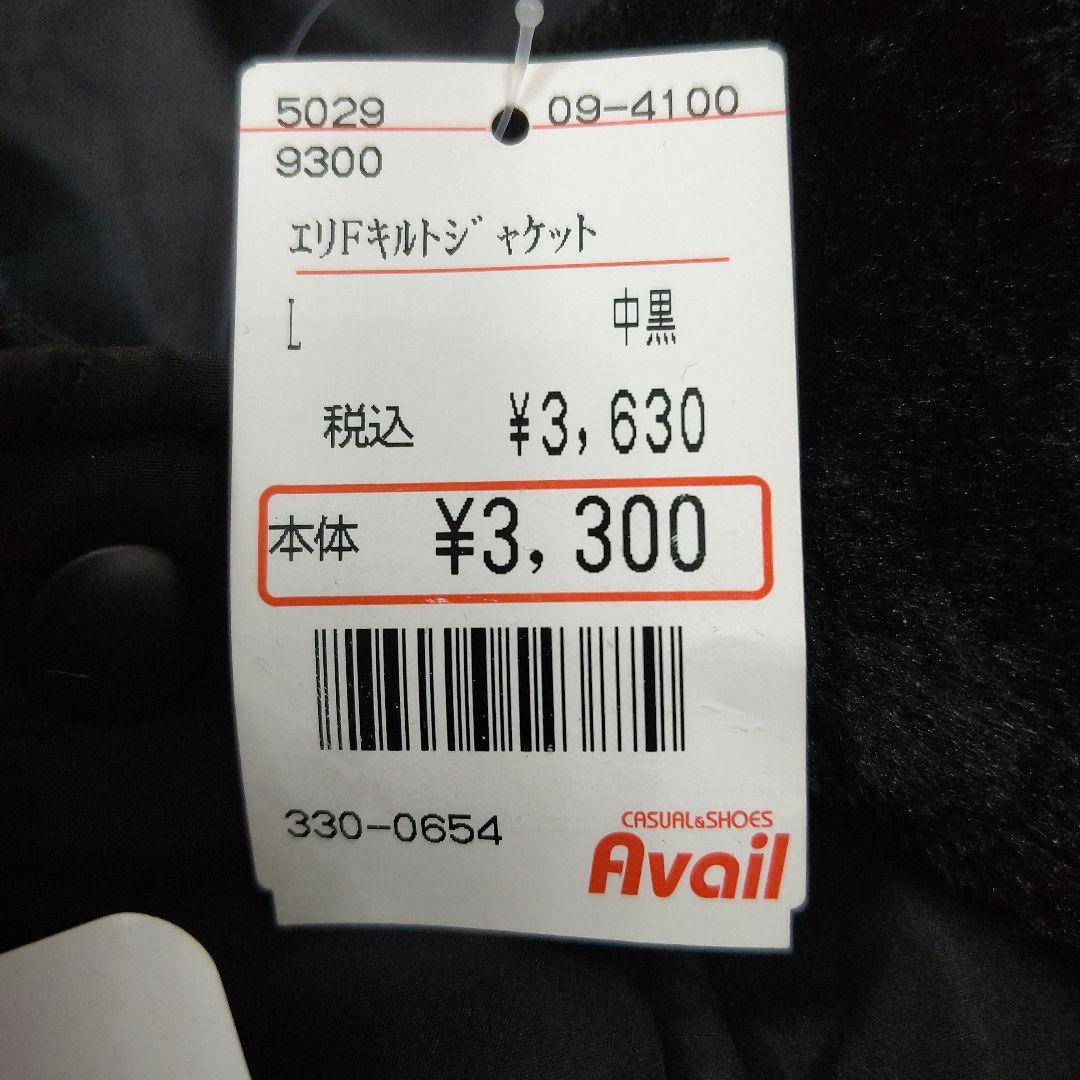 5029 09-4100
9300
ｴﾘFｷﾙﾄｼﾞｬｹｯﾄ
L 中黒
税込 ¥3,630
本体 ¥3,300
330-0654
CASUAL&SHOES
Avail